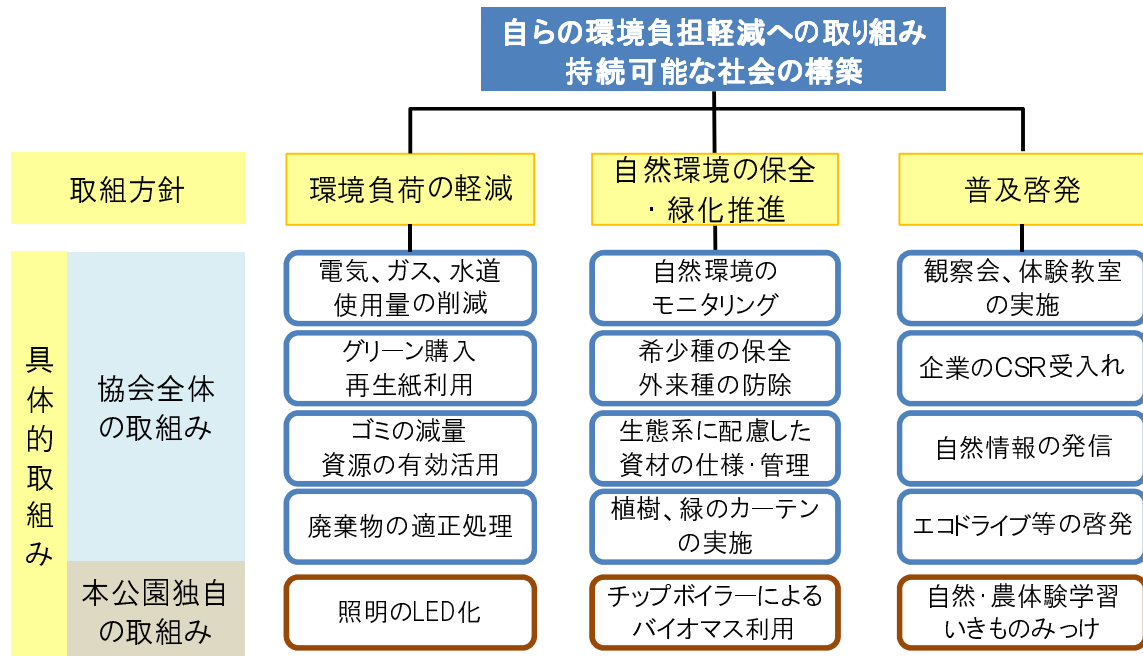 自らの環境負担軽減への取り組み
持続可能な社会の構築
取組方針
環境負荷の軽減
自然環境の保全
・緑化推進
普及啓発
具体的取組み
協会全体
の取組み
電気、ガス、水道
使用量の削減
自然環境の
モニタリング
観察会、体験教室
の実施
グリーン購入
再生紙利用
希少種の保全
外来種の防除
企業のCSR受入れ
ゴミの減量
資源の有効活用
生態系に配慮した
資材の仕様・管理
自然情報の発信
廃棄物の適正処理
植樹、緑のカーテン
の実施
エコドライブ等の啓発
本公園独自
の取組み
照明のLED化
チップボイラーによる
バイオマス利用
自然・農体験学習
いきものみっけ